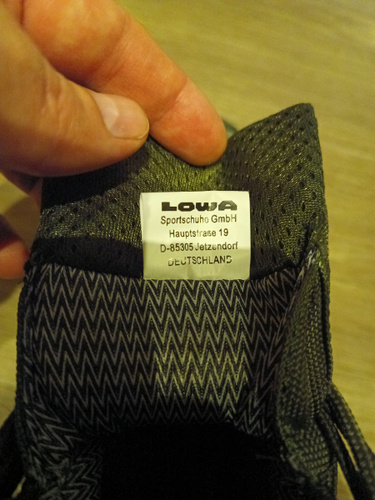 LOWA
Sportschuhe GmbH
Hauptstrase 19
D-85305 Jetzendorf
DEUTSCHLAND